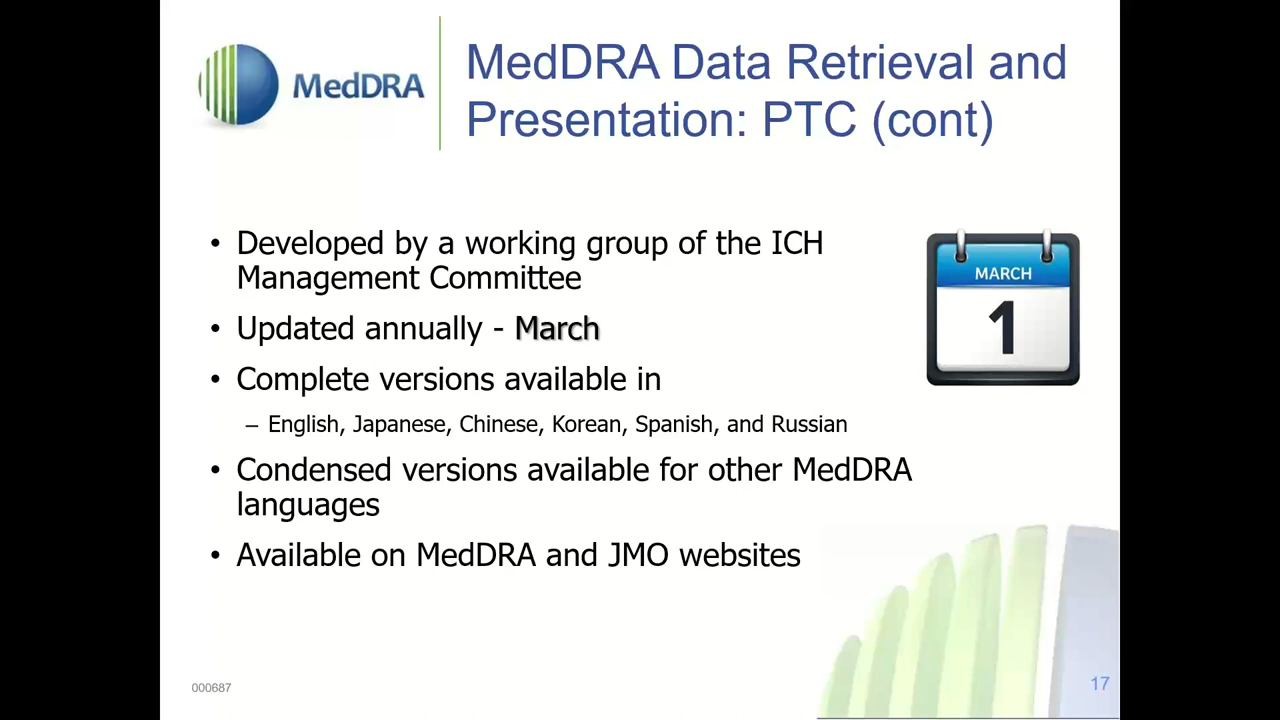 MedDRA
MedDRA Data Retrieval and
Presentation: PTC (cont)
• Developed by a working group of the ICH
Management Committee
• Updated annually - March
• Complete versions available in
– English, Japanese, Chinese, Korean, Spanish, and Russian
• Condensed versions available for other MedDRA
languages
• Available on MedDRA and JMO websites
MARCH
1
000687
17